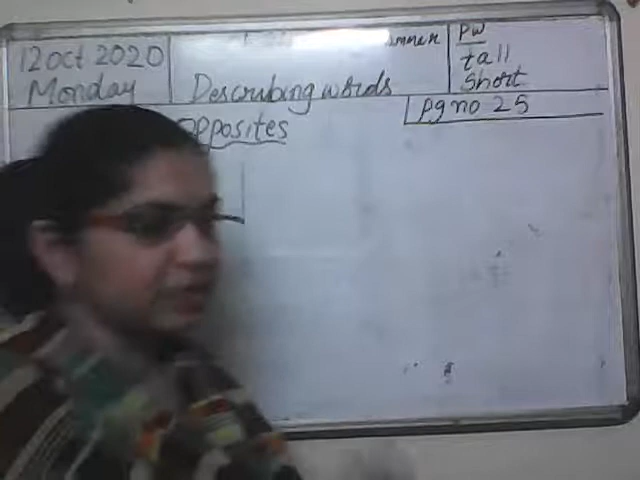 12 Oct 2020
Monday
Describing words
Opposites
PW
tall
Short
Pg no 25